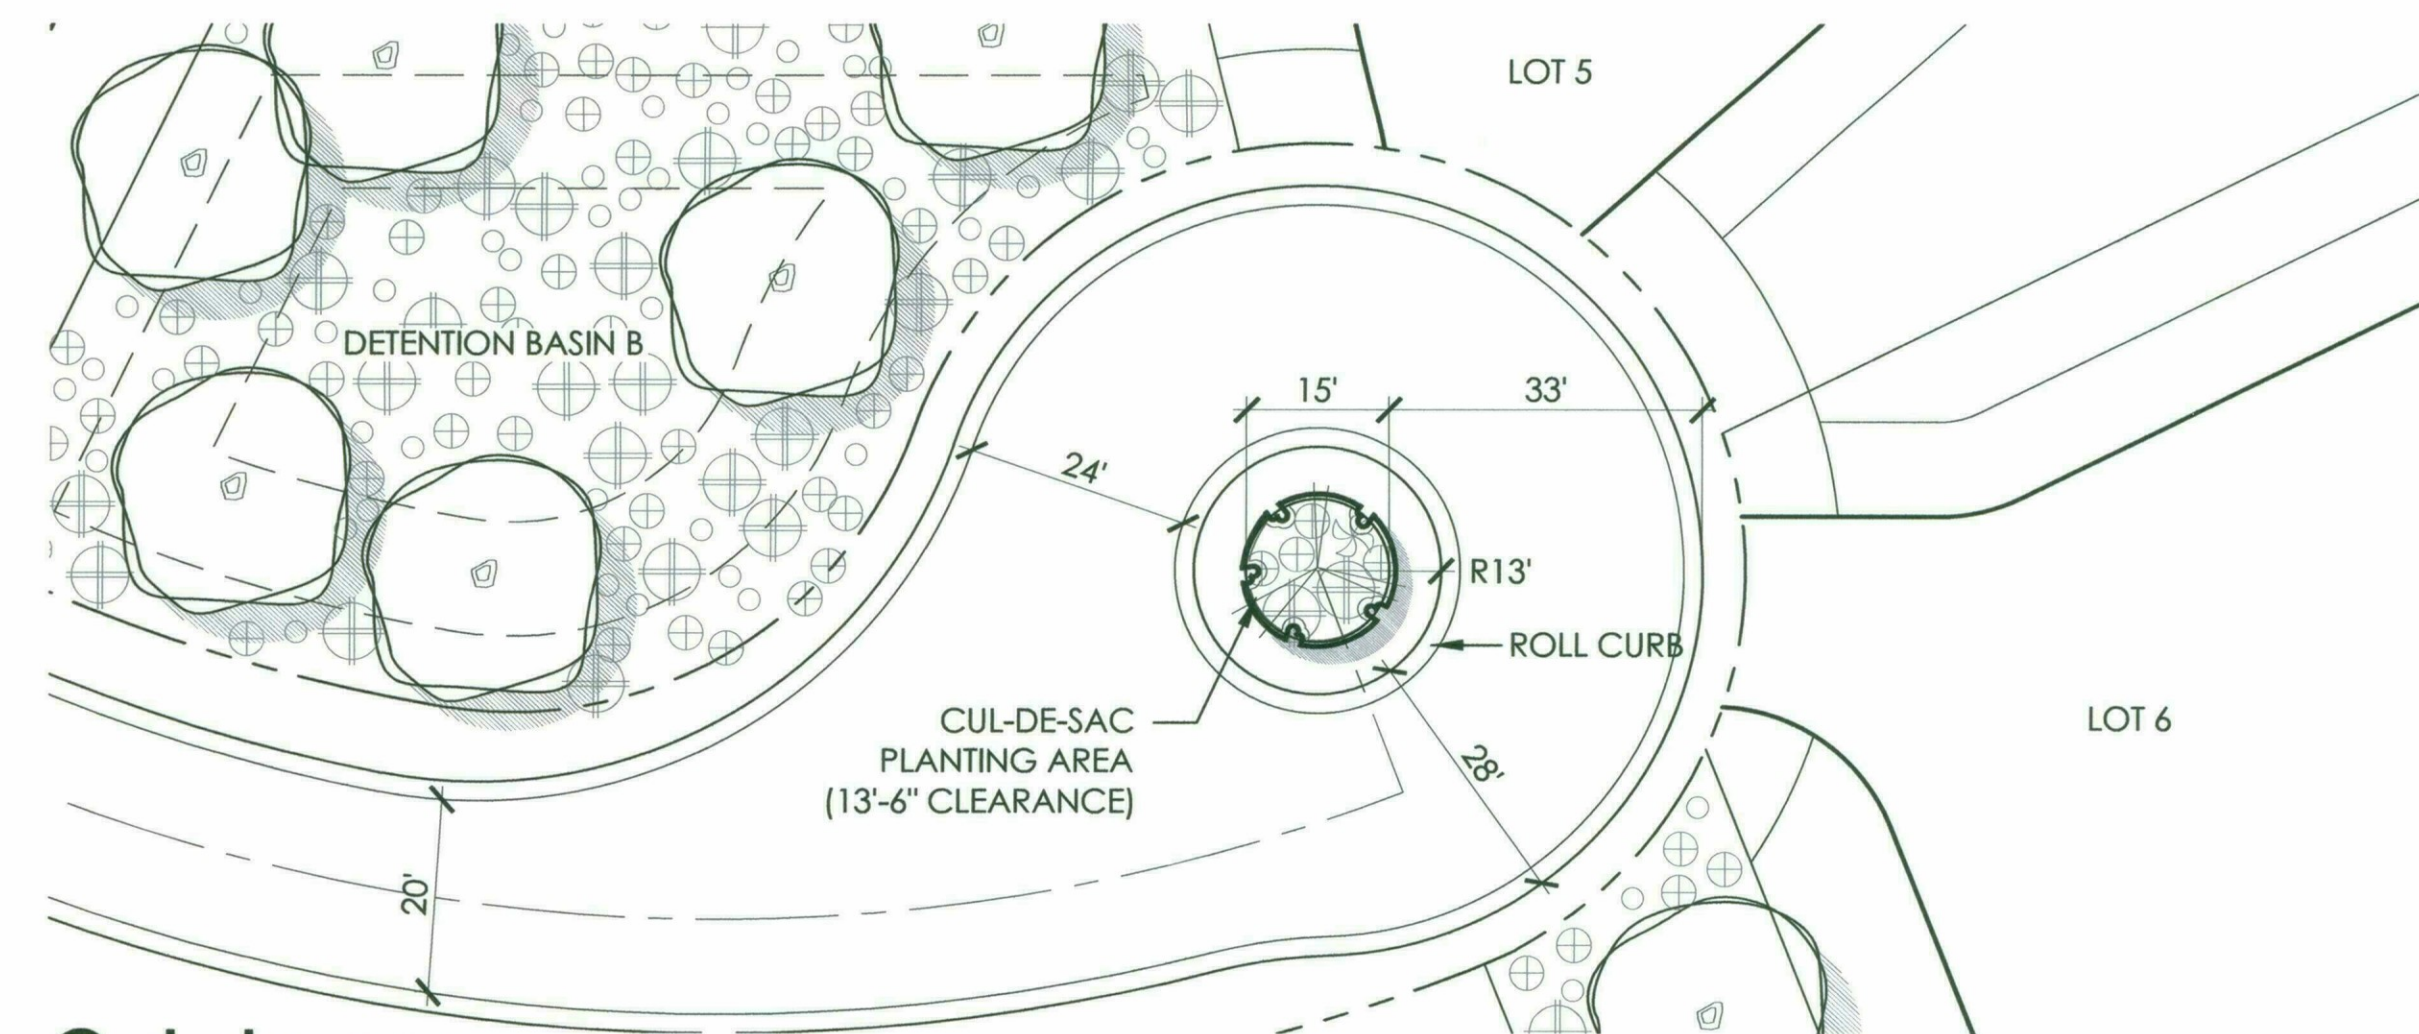 LOT 5
DETENTION BASIN B
15'
33'
24'
R13'
ROLL CURB
CUL-DE-SAC
PLANTING AREA
(13'-6" CLEARANCE)
28'
LOT 6
20'